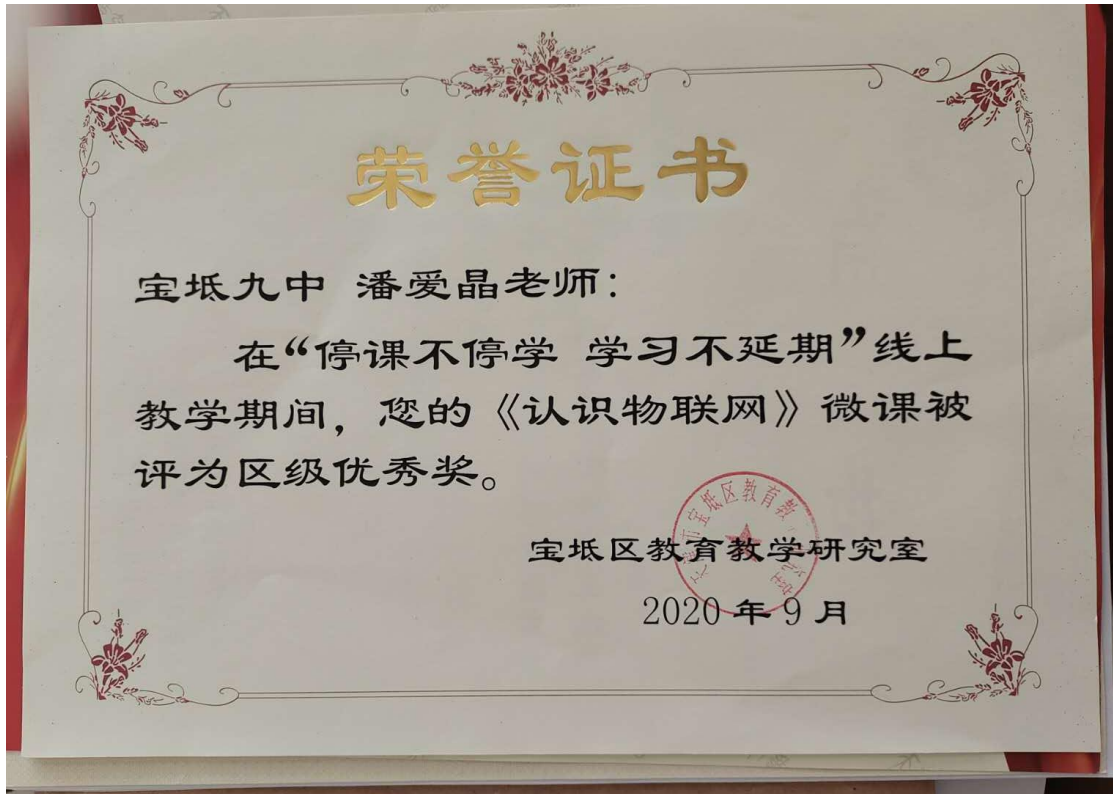 荣誉证书
宝坻九中 潘爱晶老师：
在“停课不停学 学习不延期”线上
教学期间，您的《认识物联网》微课被
评为区级优秀奖。
宝坻区教育教学研究室
2020年9月